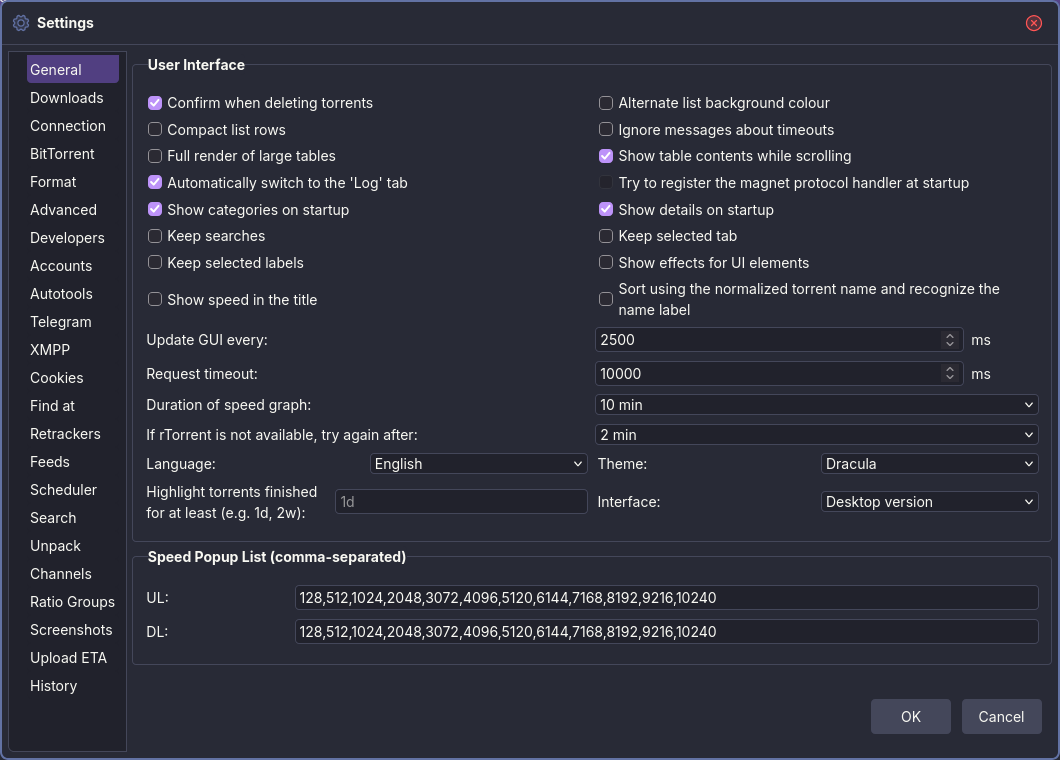 Settings
General
Downloads
Connection
BitTorrent
Format
Advanced
Developers
Accounts
Autotools
Telegram
XMPP
Cookies
Find at
Retrackers
Feeds
Scheduler
Search
Unpack
Channels
Ratio Groups
Screenshots
Upload ETA
History
User Interface
Confirm when deleting torrents
Alternate list background colour
Compact list rows
Ignore messages about timeouts
Full render of large tables
Show table contents while scrolling
Automatically switch to the 'Log' tab
Try to register the magnet protocol handler at startup
Show categories on startup
Show details on startup
Keep searches
Keep selected tab
Keep selected labels
Show effects for UI elements
Show speed in the title
Sort using the normalized torrent name and recognize the
name label
Update GUI every:
2500
ms
Request timeout:
10000
ms
Duration of speed graph:
10 min
If rTorrent is not available, try again after:
2 min
Language:
English
Theme:
Dracula
Highlight torrents finished
for at least (e.g. 1d, 2w):
1d
Interface:
Desktop version
Speed Popup List (comma-separated)
UL:
128,512,1024,2048,3072,4096,5120,6144,7168,8192,9216,10240
DL:
128,512,1024,2048,3072,4096,5120,6144,7168,8192,9216,10240
OK
Cancel